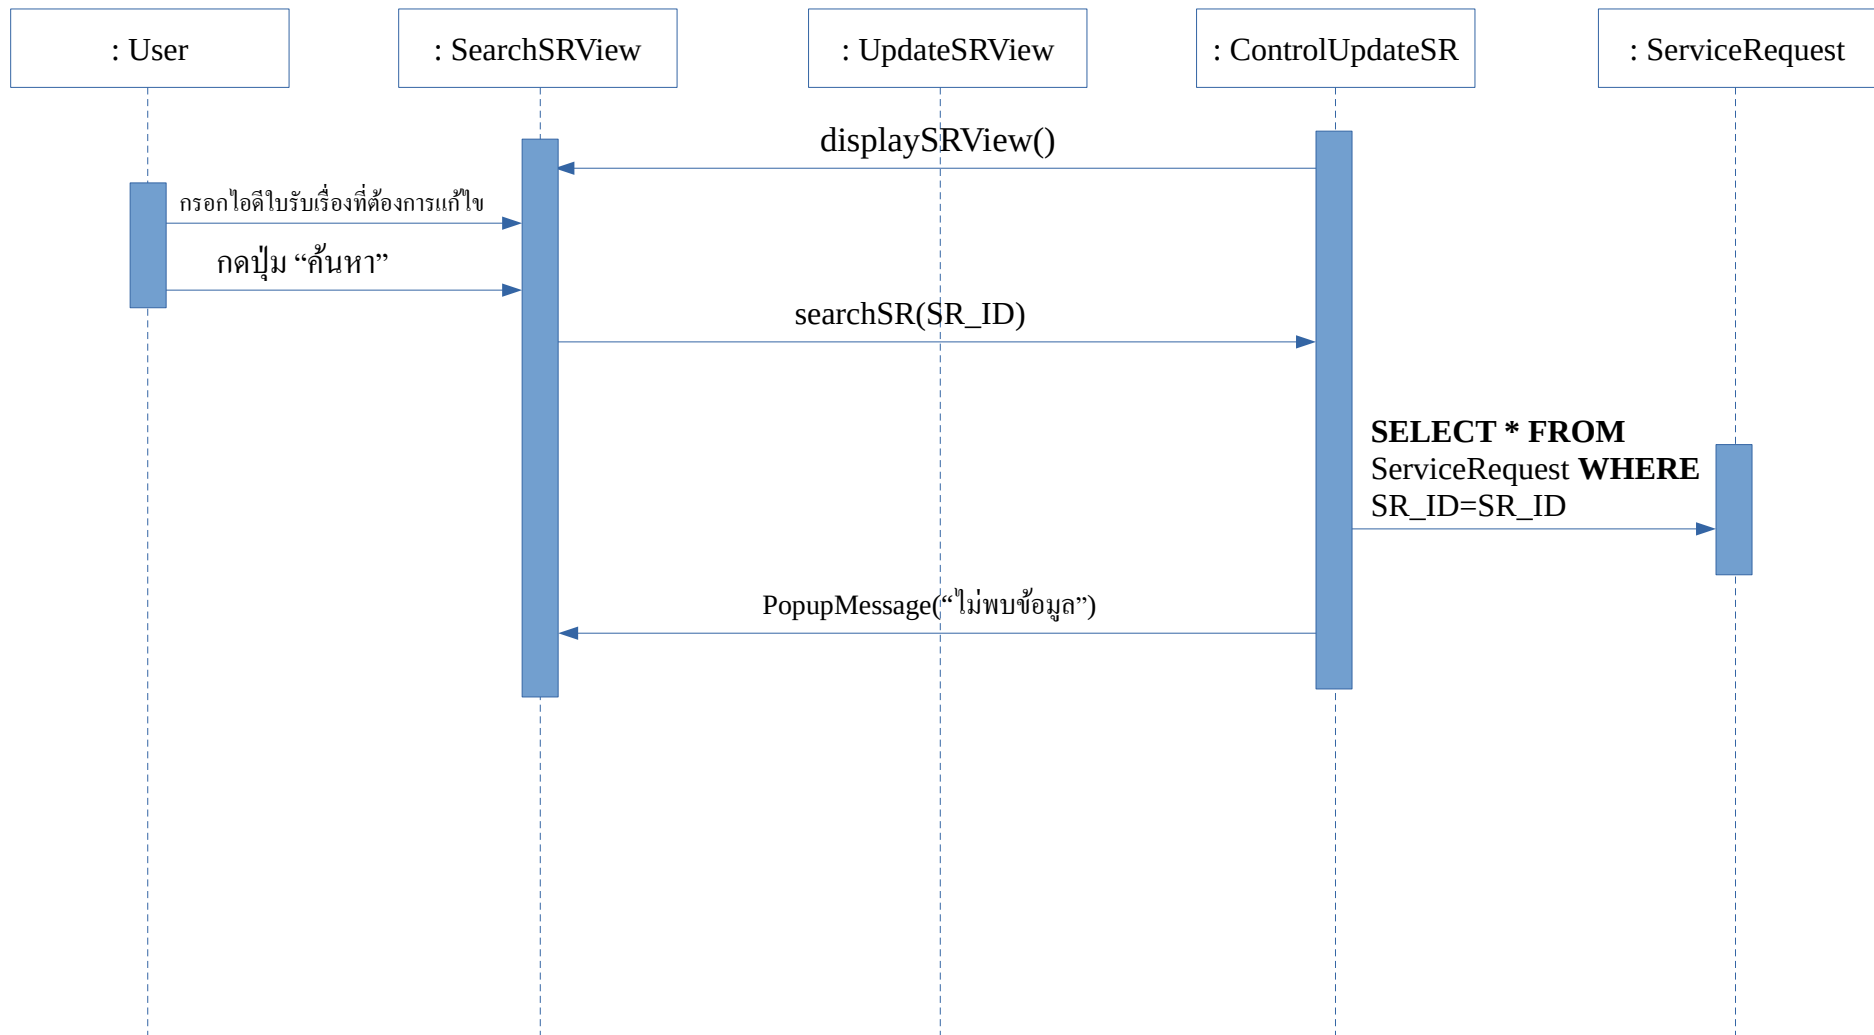 : User
: SearchSRView
: UpdateSRView
: ControlUpdateSR
: ServiceRequest
displaySRView()
กรอกไอดีใบรับเรื่องที่ต้องการแก้ไข
กดปุ่ม “ค้นหา”
searchSR(SR_ID)
SELECT * FROM
ServiceRequest WHERE
SR_ID=SR_ID
PopupMessage(“ไม่พบข้อมูล”)